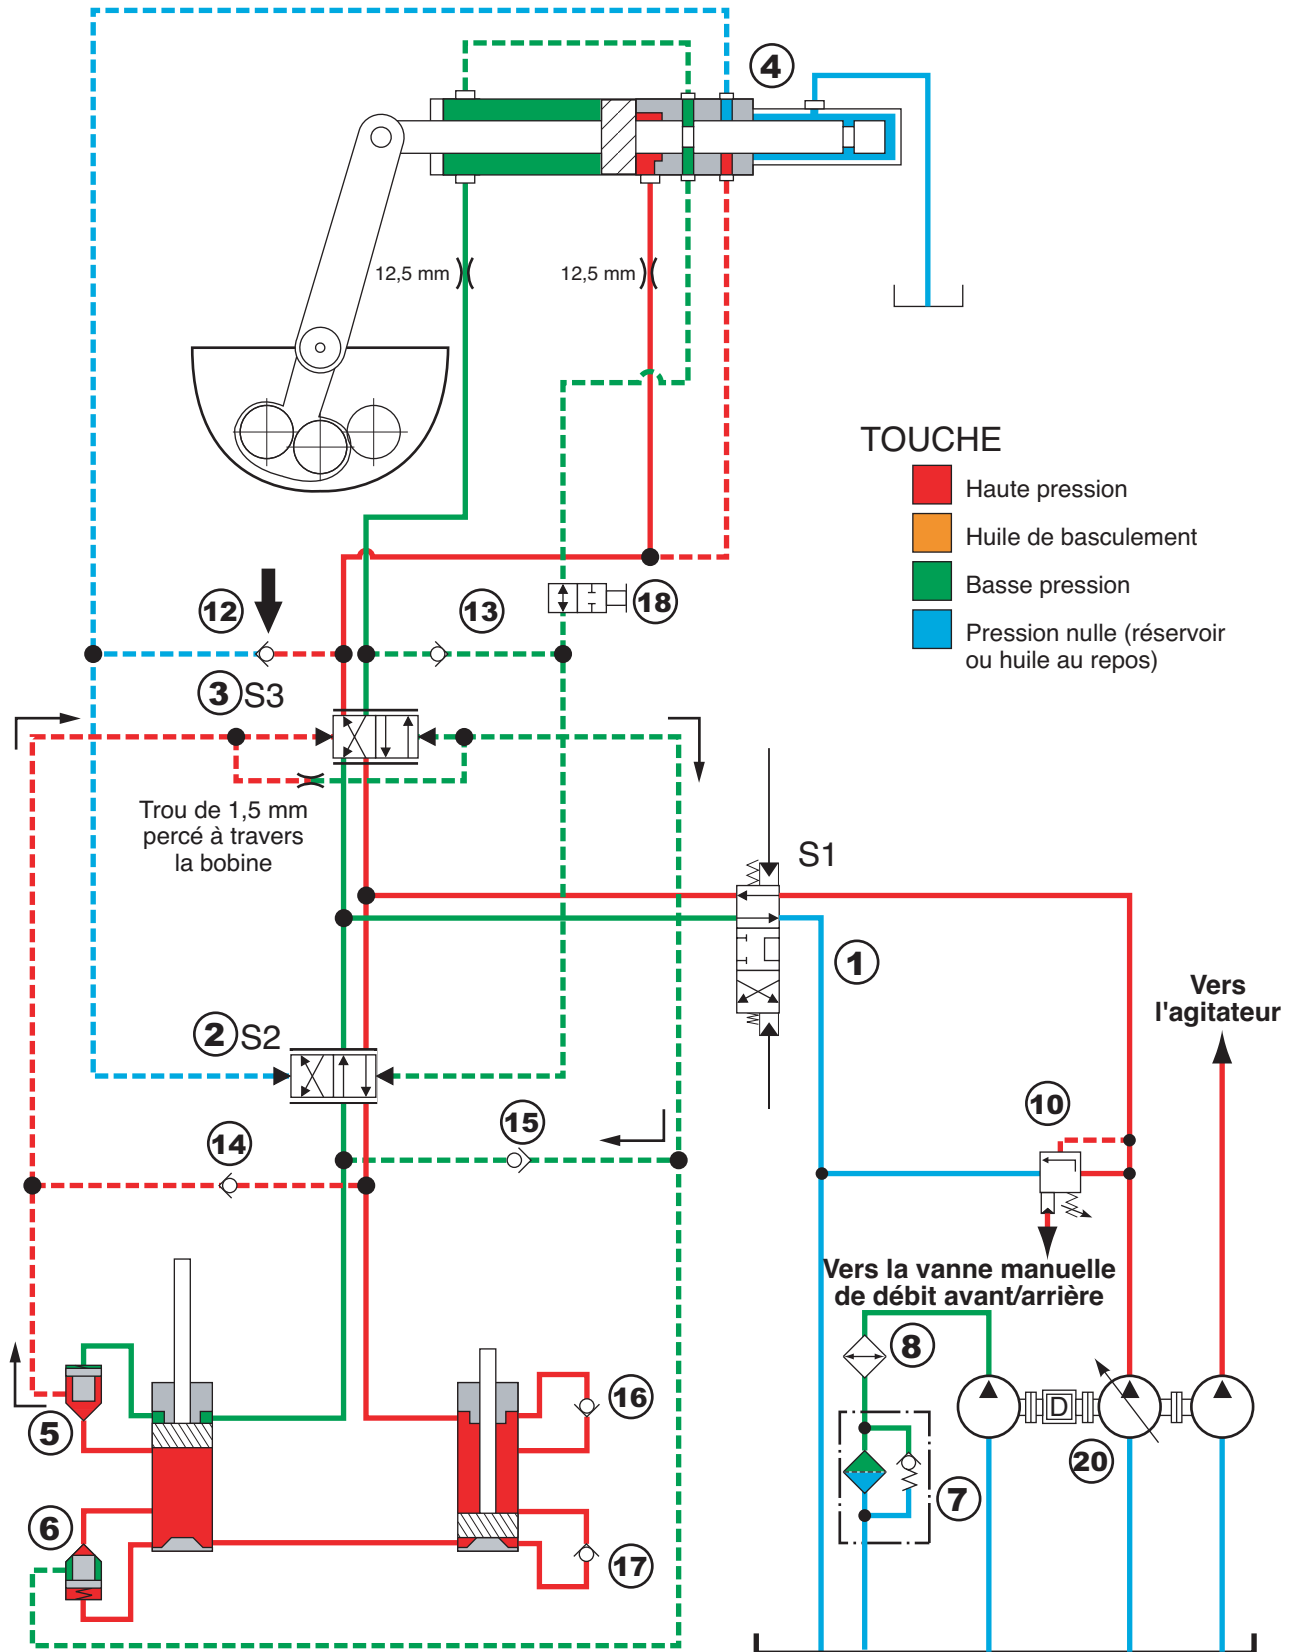 4
12,5 mm
12,5 mm
TOUCHE
Haute pression
Huile de basculement
Basse pression
Pression nulle (réservoir
ou huile au repos)
12
13
18
3 S3
Trou de 1,5 mm
percé à travers
la bobine
S1
1
Vers
l'agitateur
2 S2
10
15
14
Vers la vanne manuelle
de débit avant/arrière
8
16
5
D
20
7
6
17